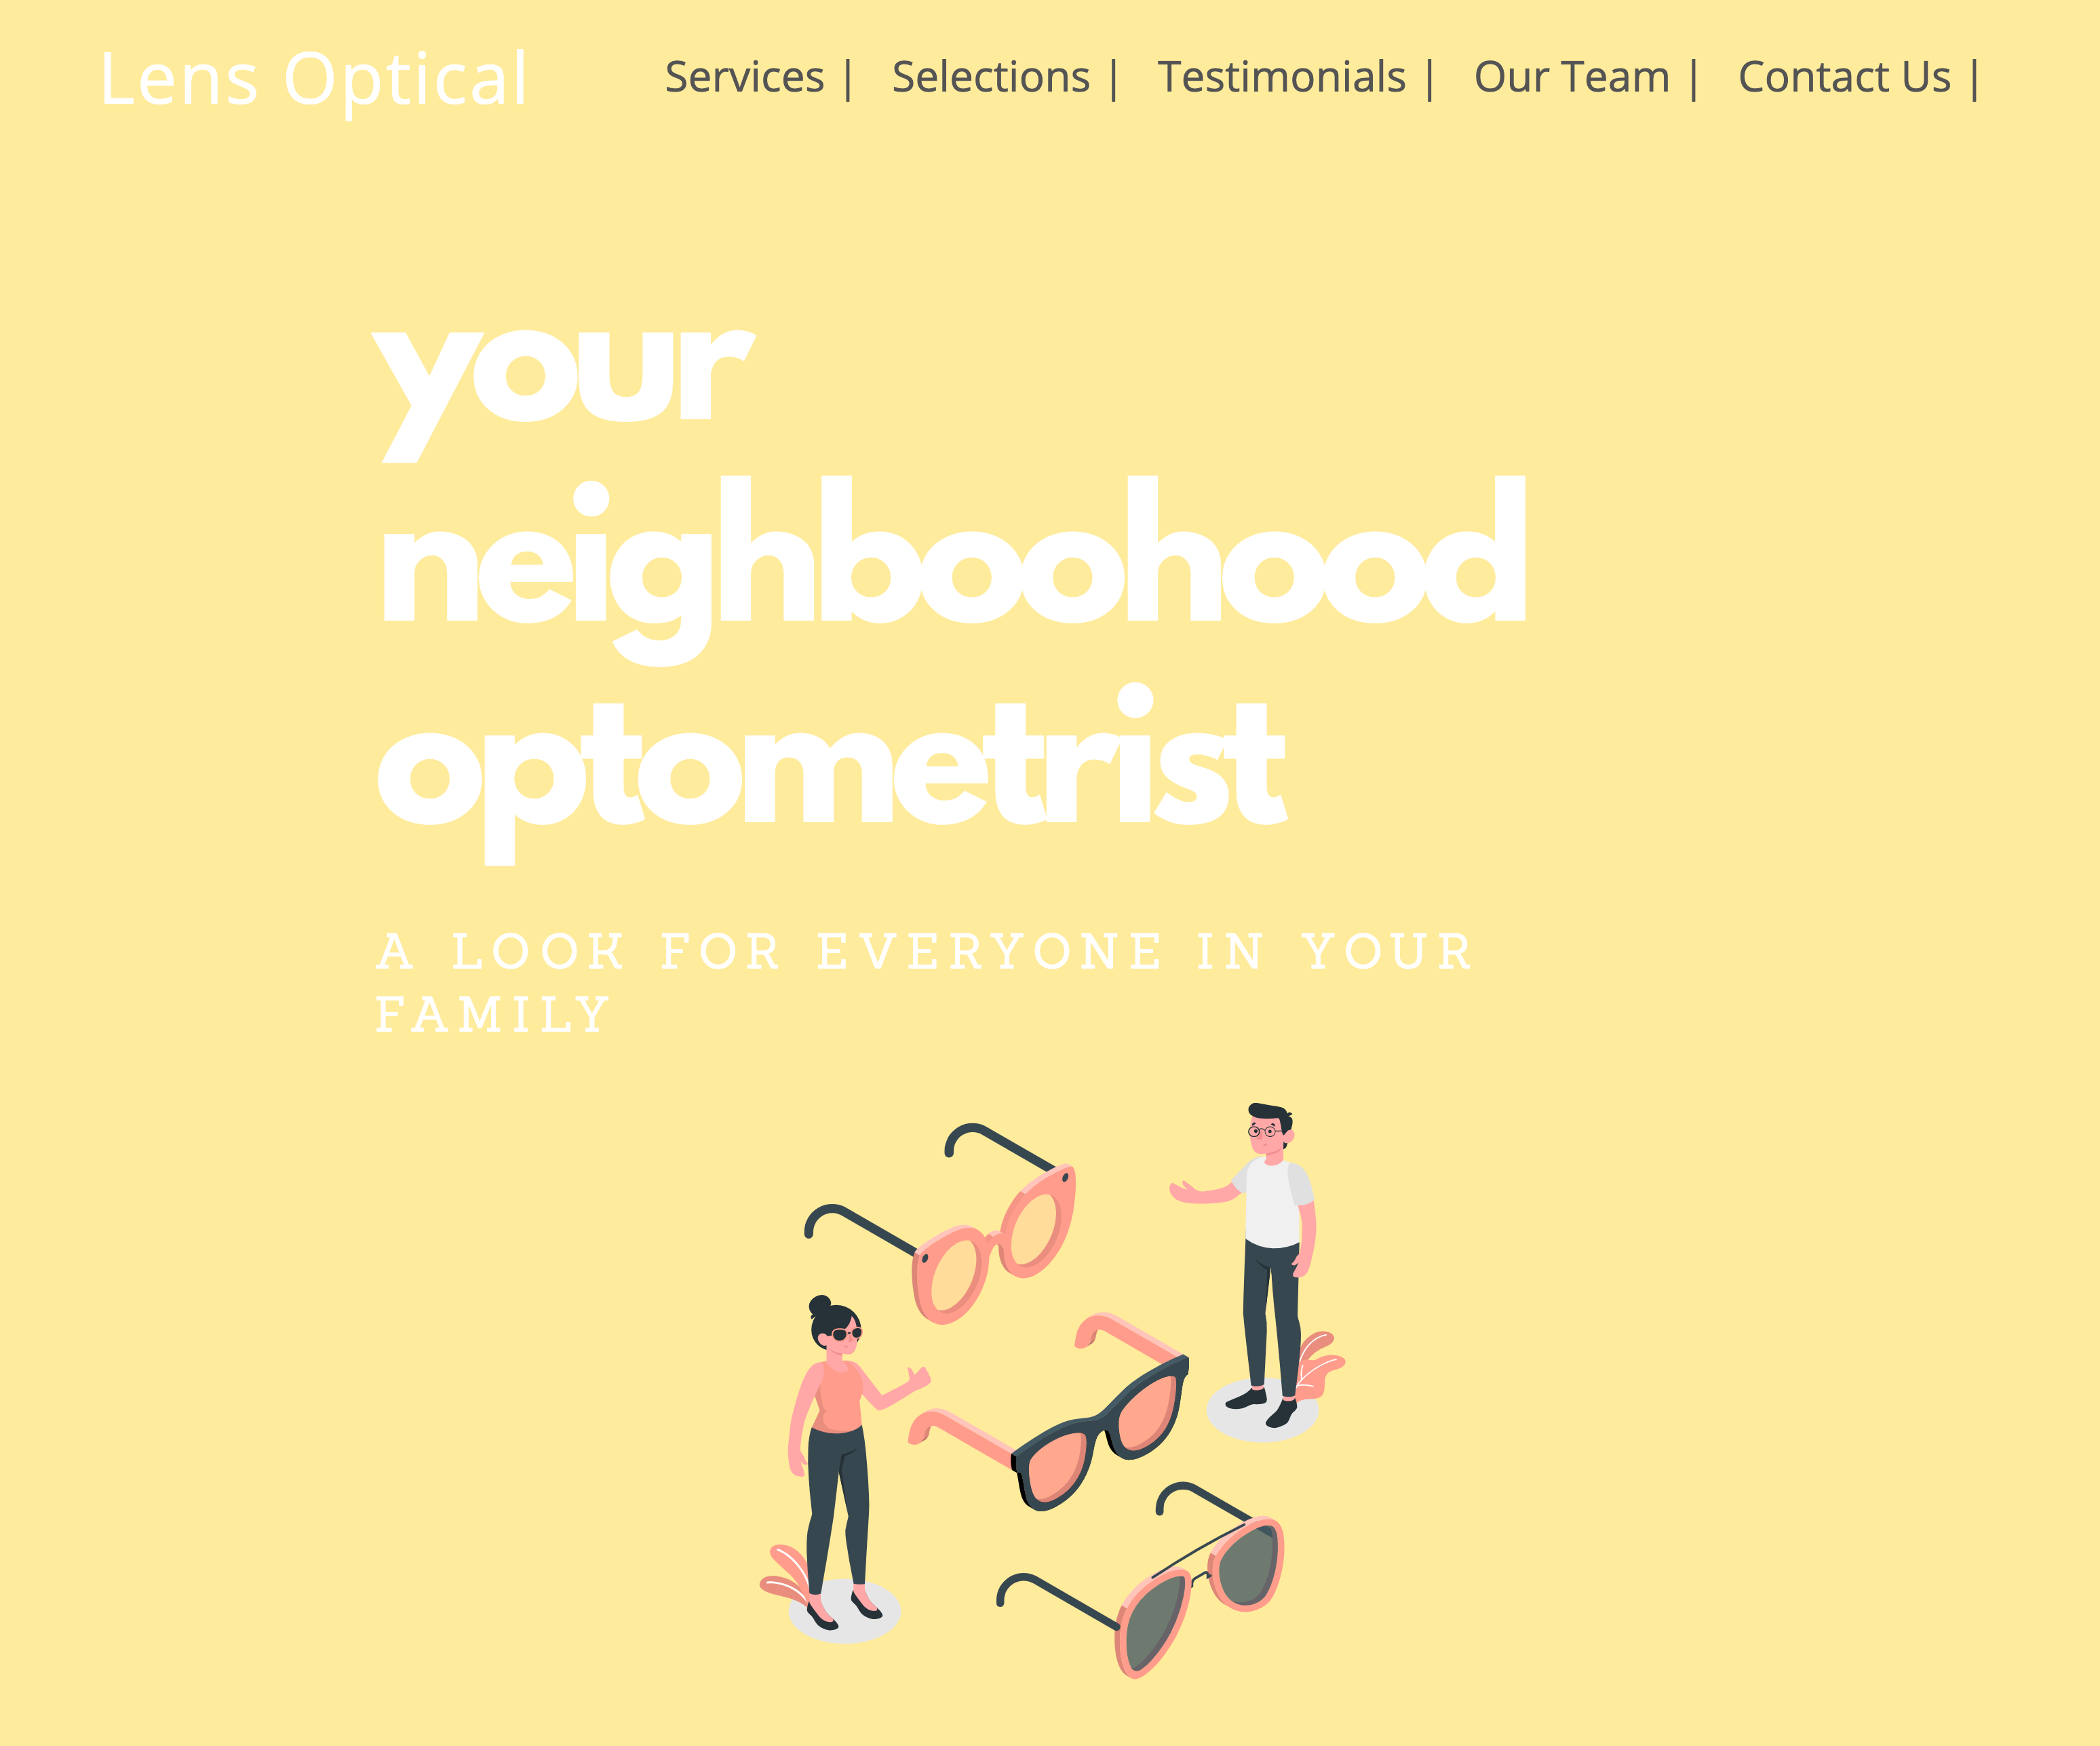 Lens Optical
Services | Selections | Testimonials | Our Team | Contact Us |
your
neighboohood
optometrist
A LOOK FOR EVERYONE IN YOUR
FAMILY